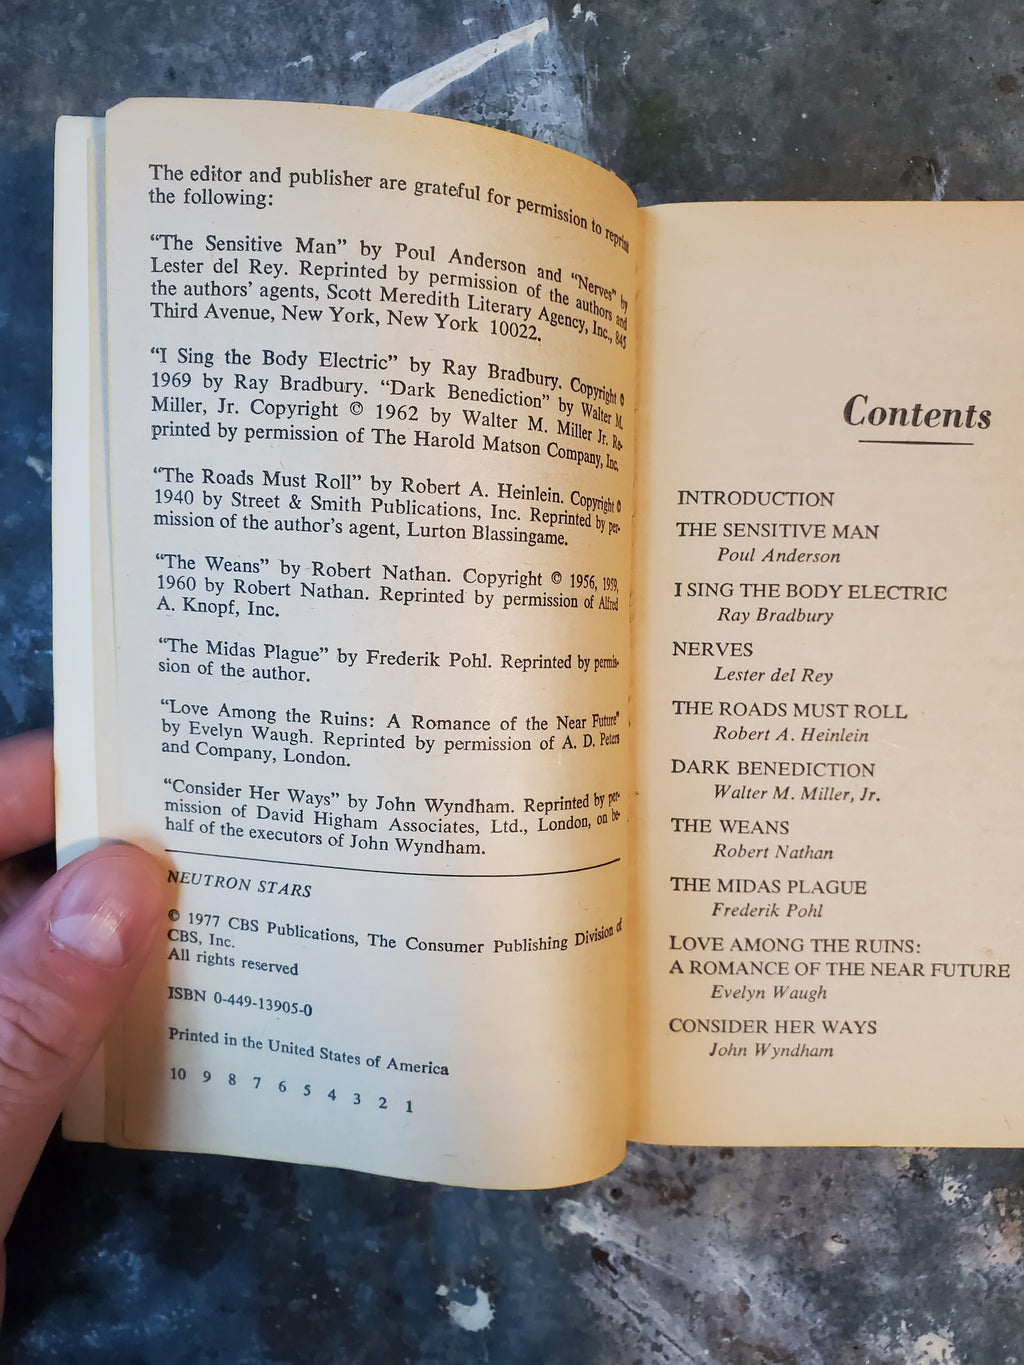 The editor and publisher are grateful for permission to reprint
the following:
“The Sensitive Man” by Poul Anderson and “Nerves” by
Lester del Rey. Reprinted by permission of the authors and
the authors’ agents, Scott Meredith Literary Agency, Inc., 845
Third Avenue, New York, New York 10022.
“I Sing the Body Electric” by Ray Bradbury. Copyright ©
1969 by Ray Bradbury. “Dark Benediction” by Walter M.
Miller, Jr. Copyright © 1962 by Walter M. Miller Jr. Re-
printed by permission of The Harold Matson Company, Inc.
“The Roads Must Roll” by Robert A. Heinlein. Copyright ©
1940 by Street & Smith Publications, Inc. Reprinted by per-
mission of the author’s agent, Lurton Blassingame.
“The Weans” by Robert Nathan. Copyright © 1956, 1959,
1960 by Robert Nathan. Reprinted by permission of Alfred
A. Knopf, Inc.
“The Midas Plague” by Frederik Pohl. Reprinted by permis-
sion of the author.
“Love Among the Ruins: A Romance of the Near Future”
by Evelyn Waugh. Reprinted by permission of A. D. Peters
and Company, London.
“Consider Her Ways” by John Wyndham. Reprinted by per-
mission of David Higham Associates, Ltd., London, on be-
half of the executors of John Wyndham.
NEUTRON STARS
© 1977 CBS Publications, The Consumer Publishing Division of
CBS, Inc.
All rights reserved
ISBN 0-449-13905-0
Printed in the United States of America
10 9 8 7 6 5 4 3 2 1
Contents
INTRODUCTION
THE SENSITIVE MAN
Poul Anderson
I SING THE BODY ELECTRIC
Ray Bradbury
NERVES
Lester del Rey
THE ROADS MUST ROLL
Robert A. Heinlein
DARK BENEDICTION
Walter M. Miller, Jr.
THE WEANS
Robert Nathan
THE MIDAS PLAGUE
Frederik Pohl
LOVE AMONG THE RUINS:
A ROMANCE OF THE NEAR FUTURE
Evelyn Waugh
CONSIDER HER WAYS
John Wyndham